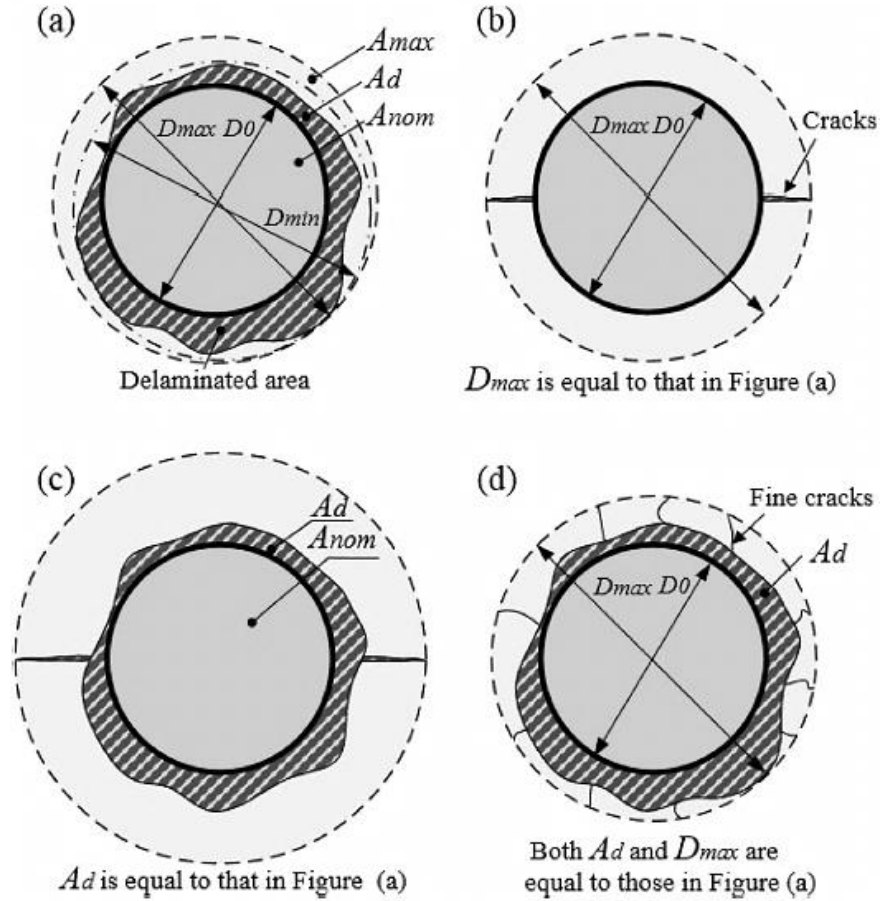 (a)
Amax
Ad
Anom
Dmax D0
Dmin
Delaminated area
(b)
Dmax D0
Cracks
Dmax is equal to that in Figure (a)
(c)
Ad
Anom
Ad is equal to that in Figure (a)
(d)
Fine cracks
Ad
Dmax D0
Both Ad and Dmax are
equal to those in Figure (a)